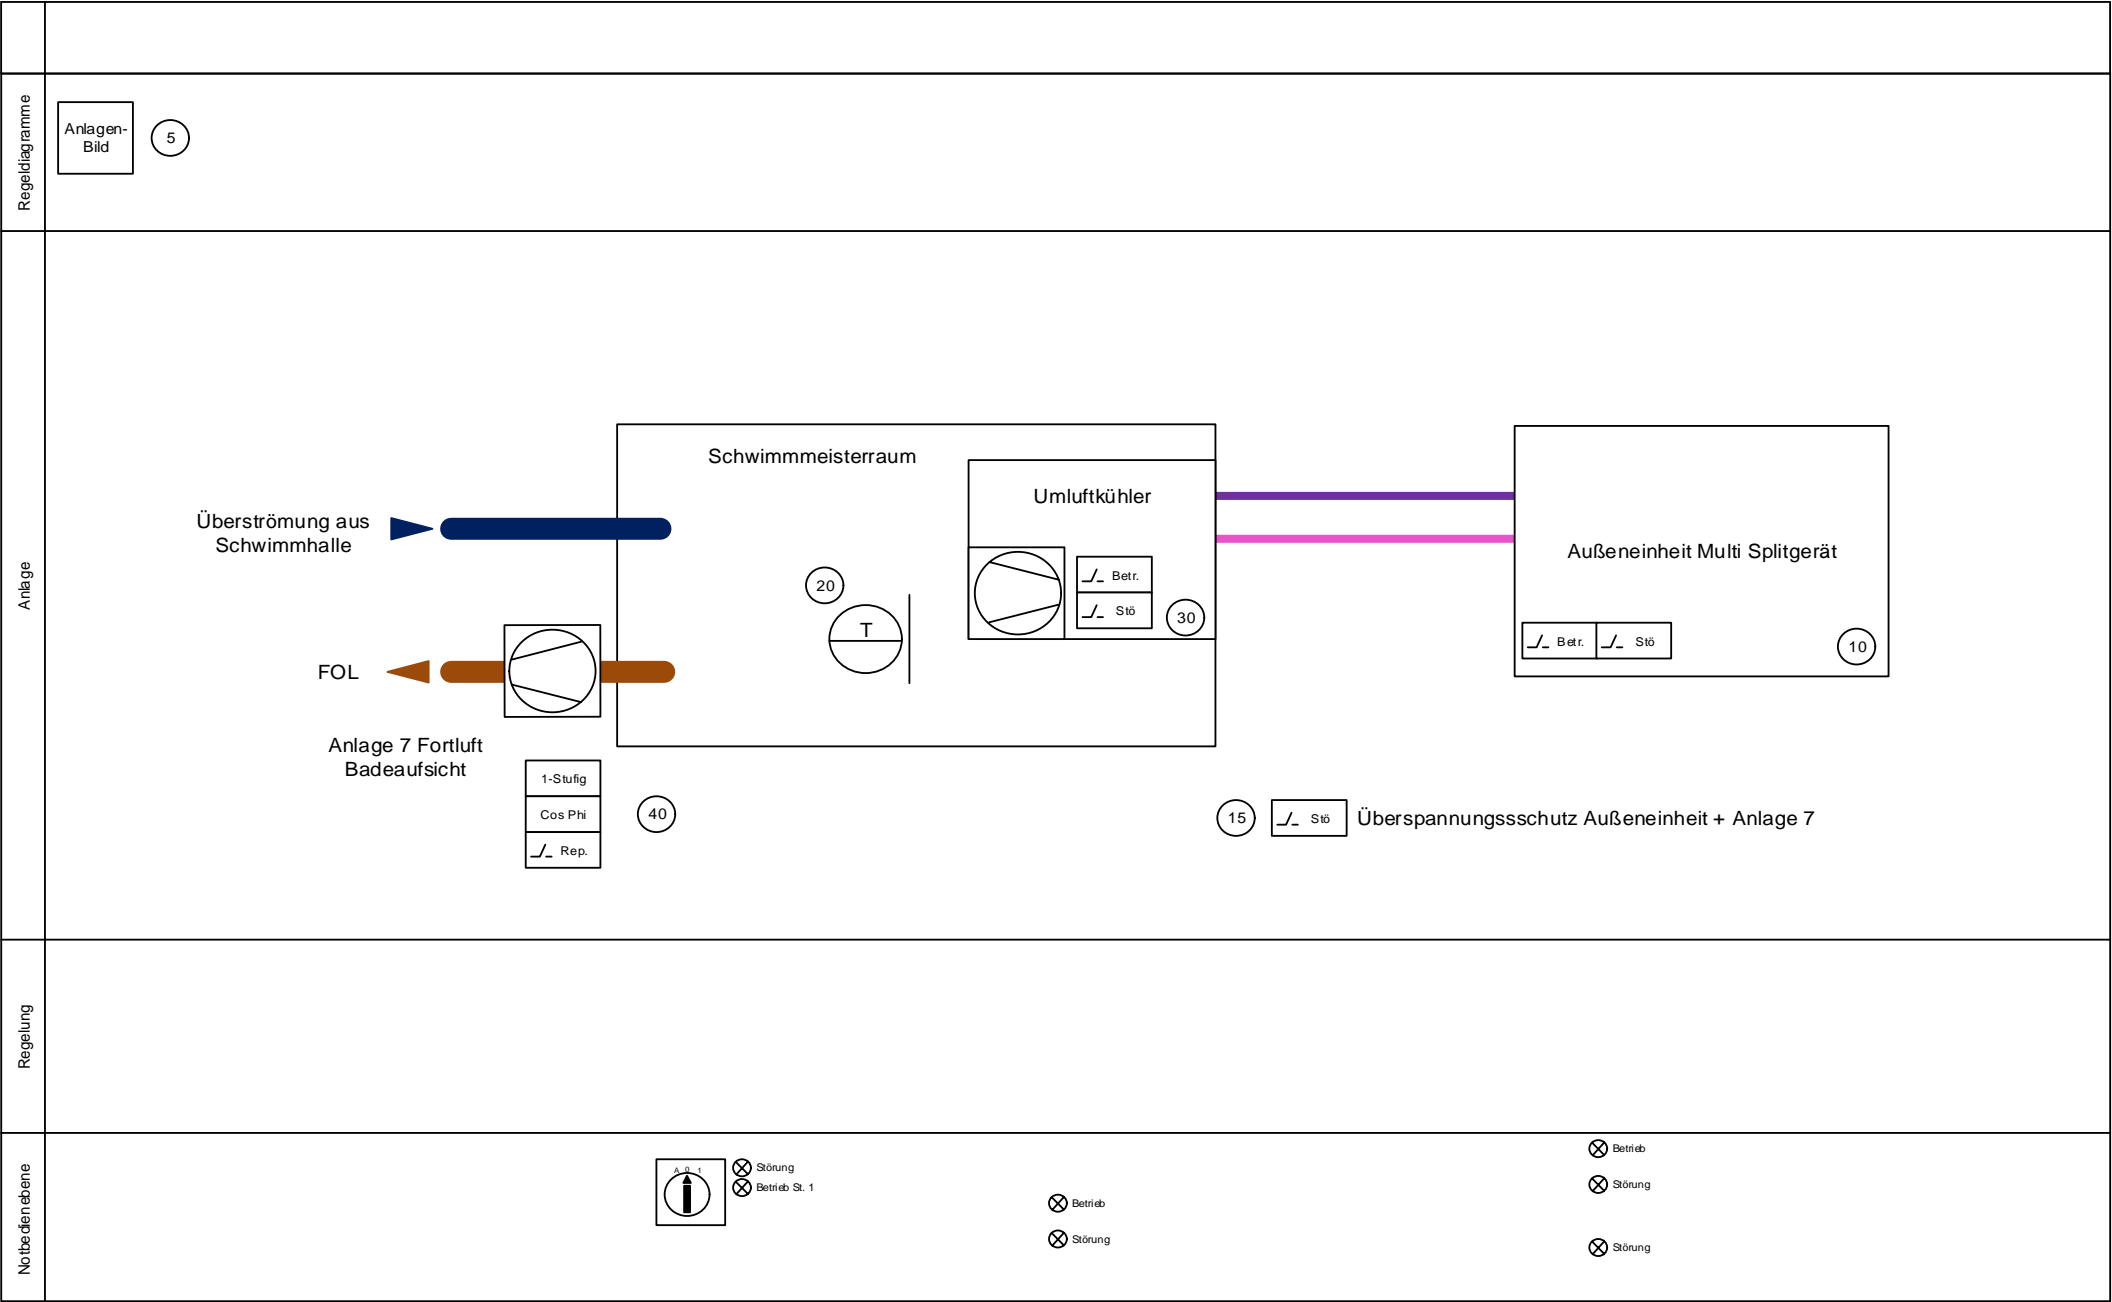 Regeldiagramme
Anlagen-
Bild
5
Anlage
Schwimmmeisterraum
Umluftkühler
Überströmung aus
Schwimmhalle
Außeneinheit Multi Splitgerät
20
T
Betr.
Stö
30
Betr.
Stö
10
FOL
Anlage 7 Fortluft
Badeaufsicht
1-Stufig
Cos Phi
Rep.
40
15
Stö
Überspannungssschutz Außeneinheit + Anlage 7
Regelung
Notbedienebene
A 0 1
Störung
Betrieb St. 1
Betrieb
Störung
Betrieb
Störung
Störung